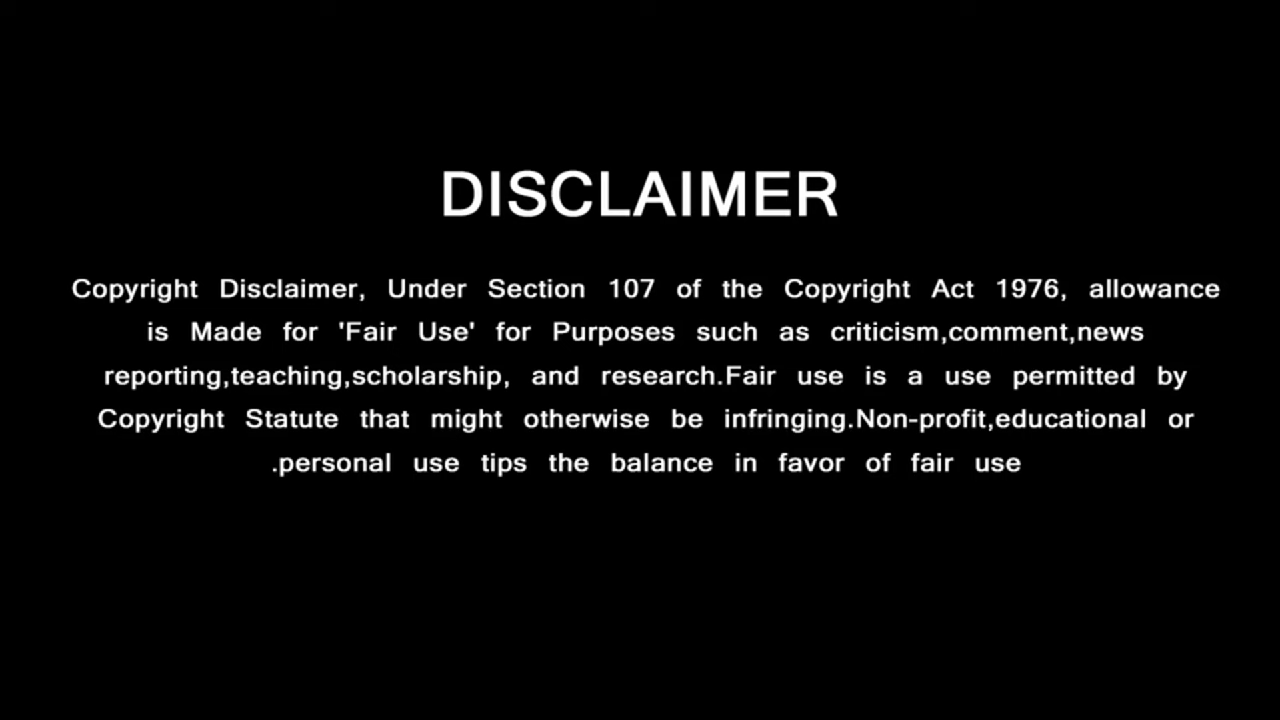 DISCLAIMER
Copyright Disclaimer, Under Section 107 of the Copyright Act 1976, allowance
is Made for 'Fair Use' for Purposes such as criticism,comment,news
reporting,teaching,scholarship, and research.Fair use is a use permitted by
Copyright Statute that might otherwise be infringing.Non-profit,educational or
.personal use tips the balance in favor of fair use